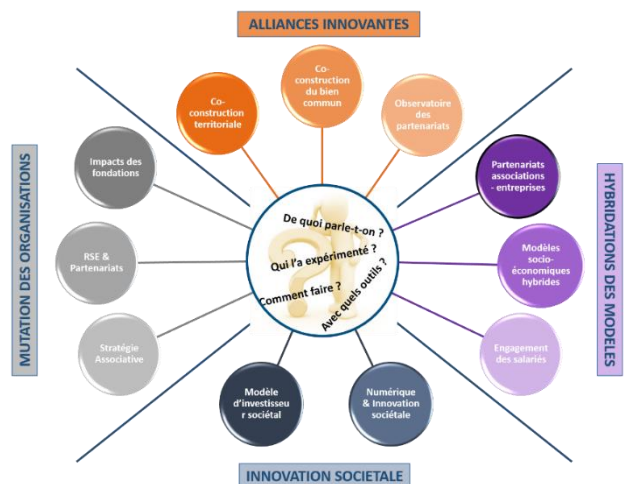 ALLIANCES INNOVANTES
Co-
construction
territoriale
Co-
construction
du bien
commun
Observatoire
des
partenariats
MUTATION DES ORGANISATIONS
Impacts des
fondations
RSE &
Partenariats
Stratégie
Associative
De quoi parle-t-on ?
Qui l'a expérimenté ?
Comment faire ?
Avec quels outils ?
Partenariats
associations
- entreprises
Modèles
socio-
économiques
hybrides
Engagement
des salariés
HYBRIDATIONS DES MODELES
Modèle
d'investisseu
r sociétal
Numérique
& Innovation
sociétale
INNOVATION SOCIETALE